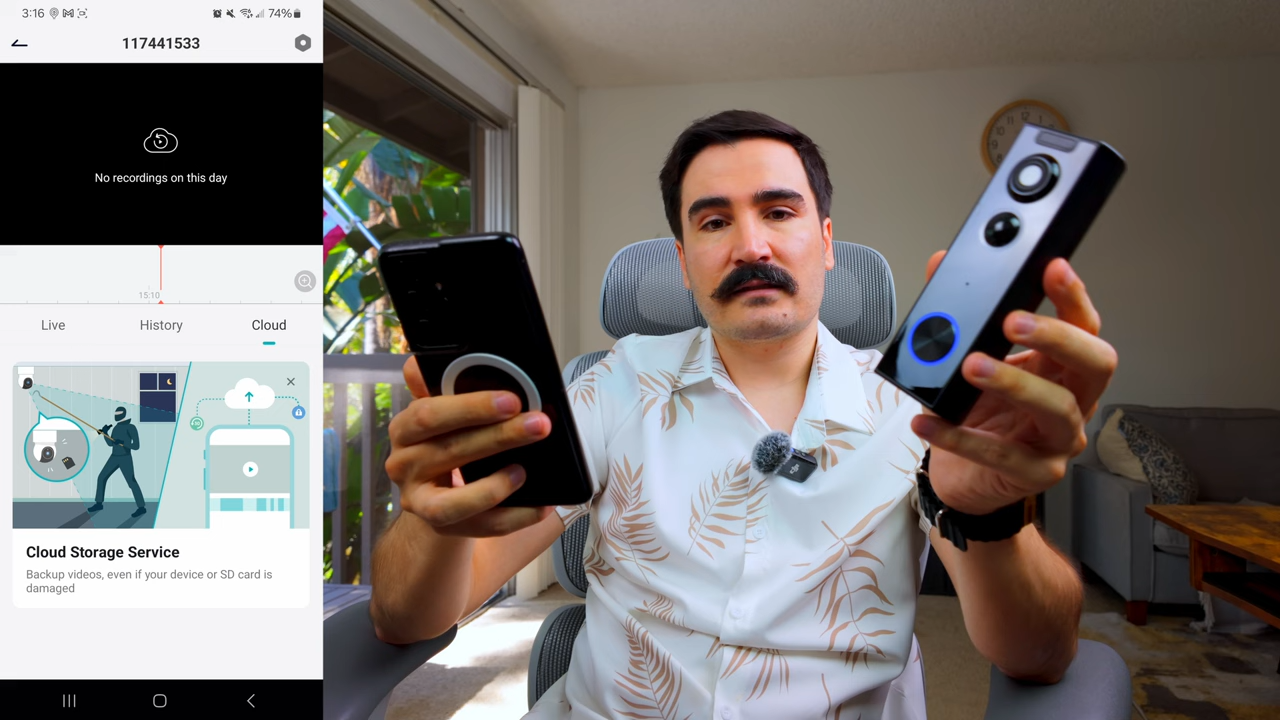 3:16
74%
117441533
No recordings on this day
15:10
Live
History
Cloud
Cloud Storage Service
Backup videos, even if your device or SD card is
damaged